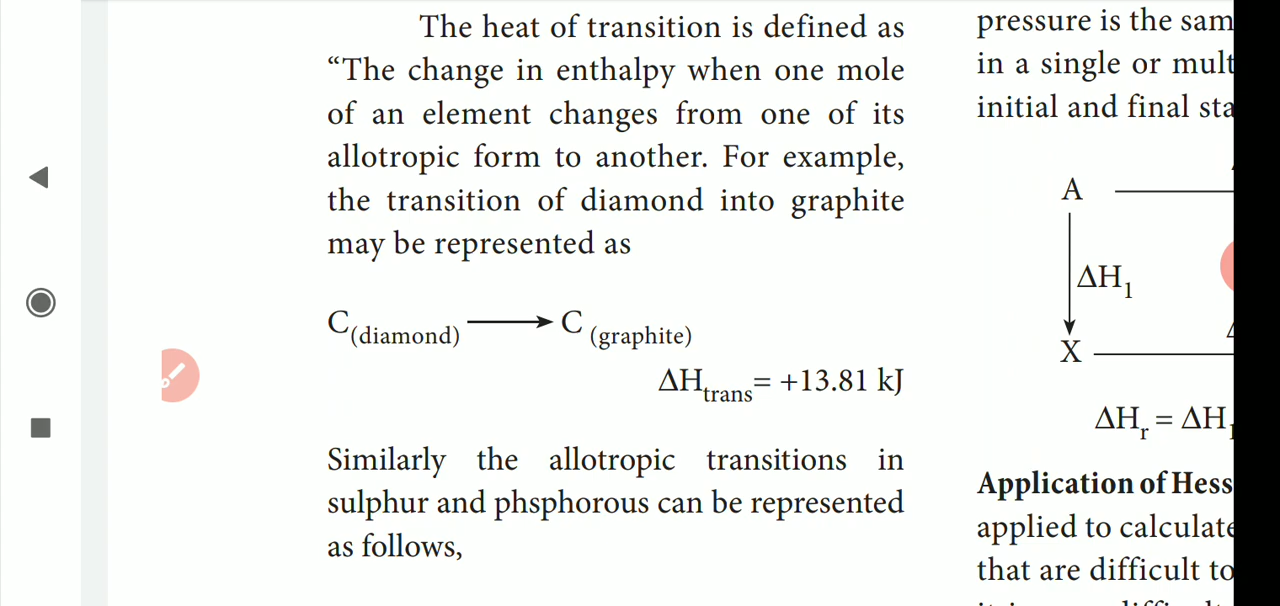 The heat of transition is defined as
“The change in enthalpy when one mole
of an element changes from one of its
allotropic form to another. For example,
the transition of diamond into graphite
may be represented as
C(diamond) ⟶ C (graphite)
ΔHtrans= +13.81 kJ
Similarly the allotropic transitions in
sulphur and phsphorous can be represented
as follows,
pressure is the sam
in a single or mult
initial and final sta
A
ΔH1
X
ΔHr = ΔH1
Application of Hess
applied to calculate
that are difficult to